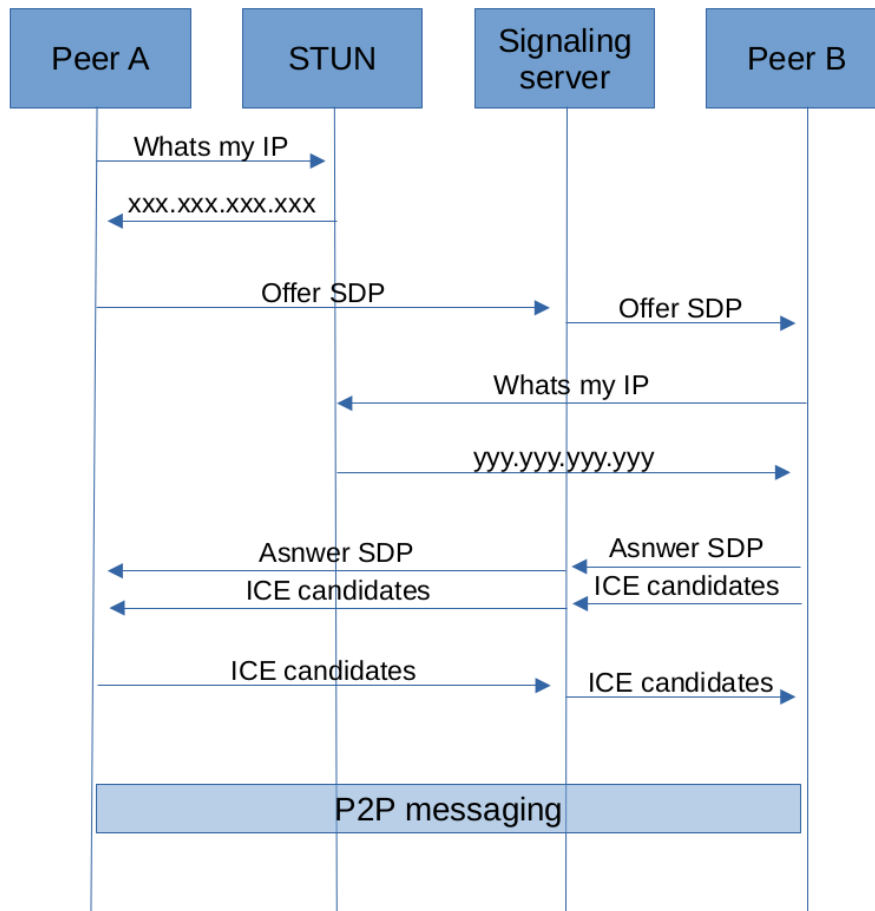 Peer A
STUN
Signaling
server
Peer B
Whats my IP
xxx.xxx.xxx.xxx
Offer SDP
Offer SDP
Whats my IP
yyy.yyy.yyy.yyy
Asnwer SDP
Asnwer SDP
ICE candidates
ICE candidates
ICE candidates
ICE candidates
P2P messaging